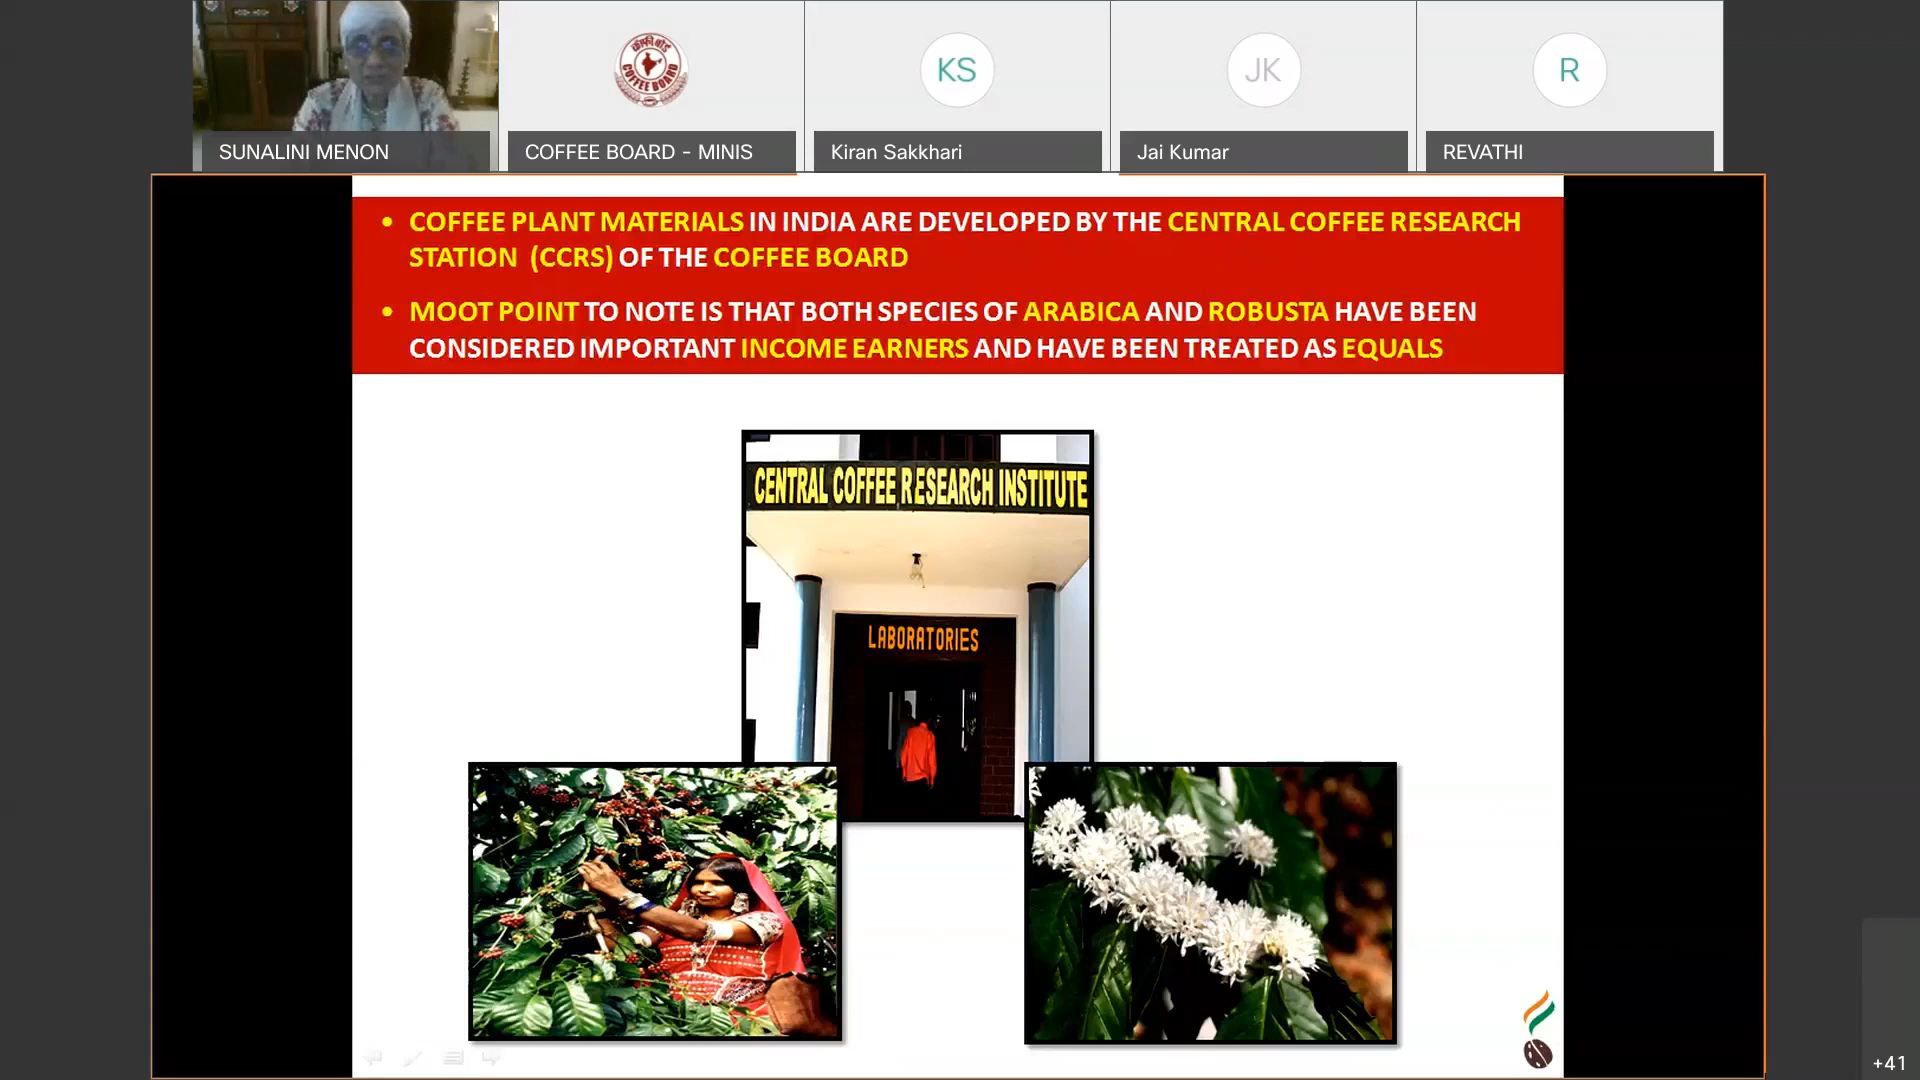 SUNALINI MENON
कॉफी बोर्ड
COFFEE BOARD
COFFEE BOARD - MINIS
KS
Kiran Sakkhari
JK
Jai Kumar
R
REVATHI
• COFFEE PLANT MATERIALS IN INDIA ARE DEVELOPED BY THE CENTRAL COFFEE RESEARCH
STATION (CCRS) OF THE COFFEE BOARD
• MOOT POINT TO NOTE IS THAT BOTH SPECIES OF ARABICA AND ROBUSTA HAVE BEEN
CONSIDERED IMPORTANT INCOME EARNERS AND HAVE BEEN TREATED AS EQUALS
CENTRAL COFFEE RESEARCH INSTITUTE
LABORATORIES
+41